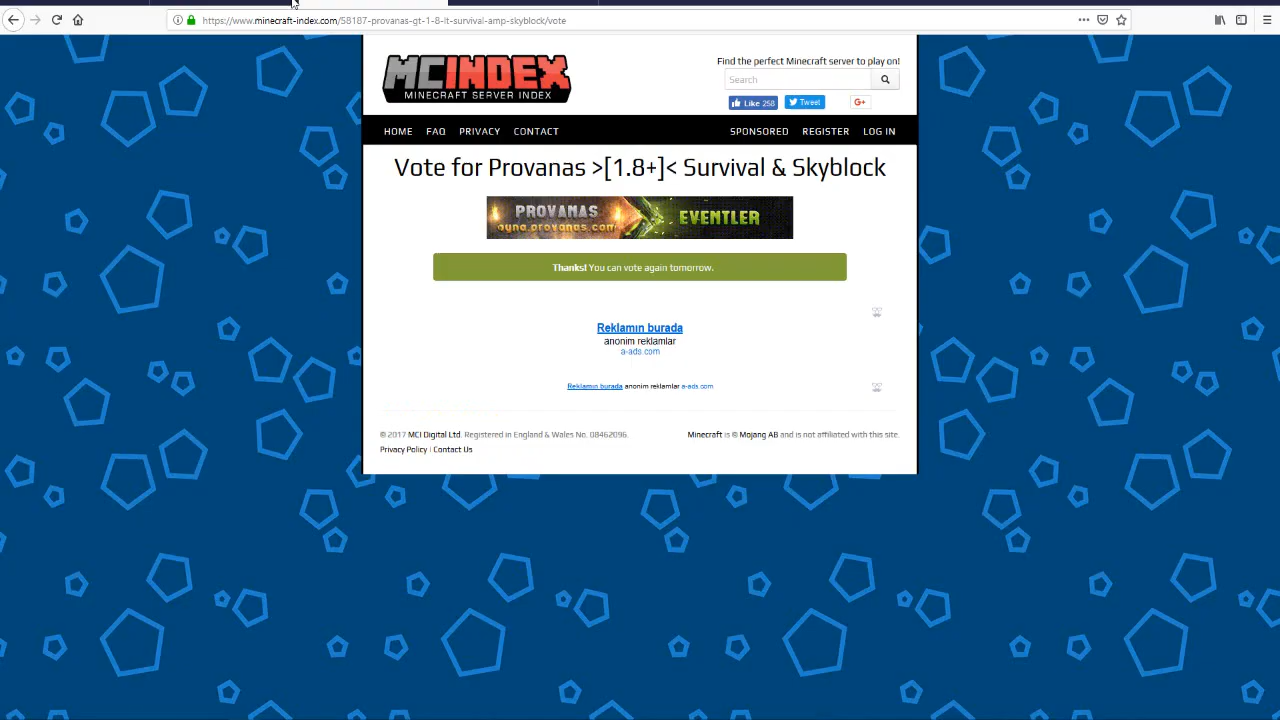 https://www.minecraft-index.com/58187-provanas-gt-1-8-lt-survival-amp-skyblock/vote
MCINDEX
MINECRAFT SERVER INDEX
Find the perfect Minecraft server to play on!
Search
Like 258
Tweet
G+
HOME FAQ PRIVACY CONTACT SPONSORED REGISTER LOG IN
Vote for Provanas >[1.8+]< Survival & Skyblock
PROVANAS
oyna.provanas.com
EVENTLER
Thanks! You can vote again tomorrow.
Reklamın burada
anonim reklamlar
a-ads.com
Reklamın burada anonim reklamlar a-ads.com
© 2017 MCI Digital Ltd. Registered in England & Wales No. 08462096.
Minecraft is © Mojang AB and is not affiliated with this site.
Privacy Policy | Contact Us